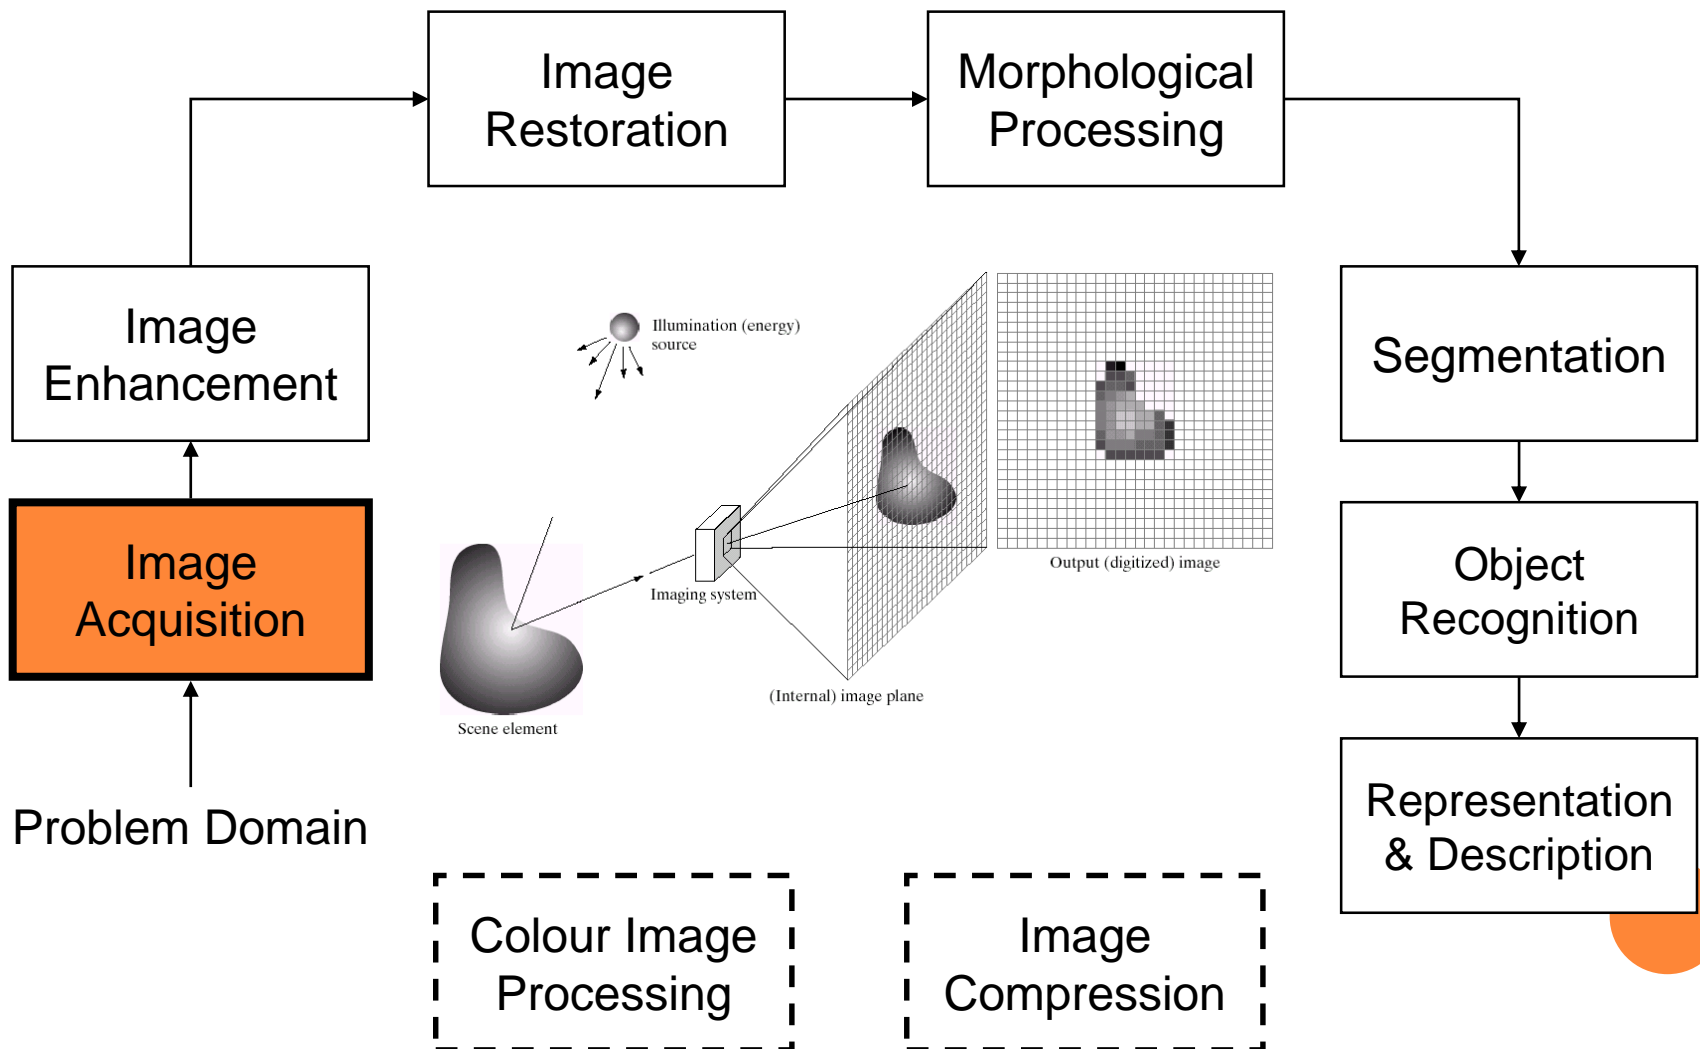 Image
Restoration
Morphological
Processing
Image
Enhancement
Illumination (energy)
source
Segmentation
Image
Acquisition
Imaging system
Output (digitized) image
Object
Recognition
(Internal) image plane
Scene element
Problem Domain
Representation
& Description
Colour Image
Processing
Image
Compression